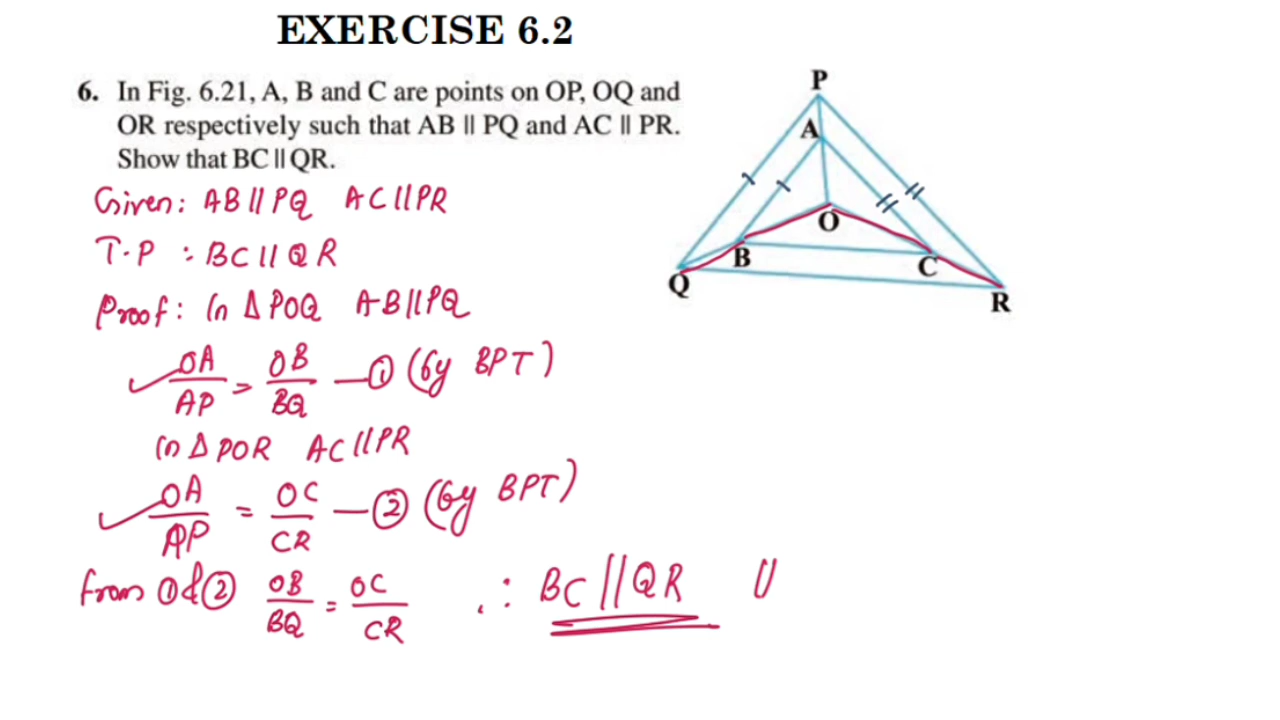 EXERCISE 6.2
6. In Fig. 6.21, A, B and C are points on OP, OQ and
OR respectively such that AB || PQ and AC || PR.
Show that BC || QR.
Given: AB // PQ AC // PR
T.P : BC // QR
Proof: In Δ POQ AB // PQ
OA/AP = OB/BQ — ① (by BPT)
In Δ POR AC // PR
OA/AP = OC/CR — ② (by BPT)
from ① & ② OB/BQ = OC/CR ∴ BC // QR //
P
A
O
B
C
Q
R